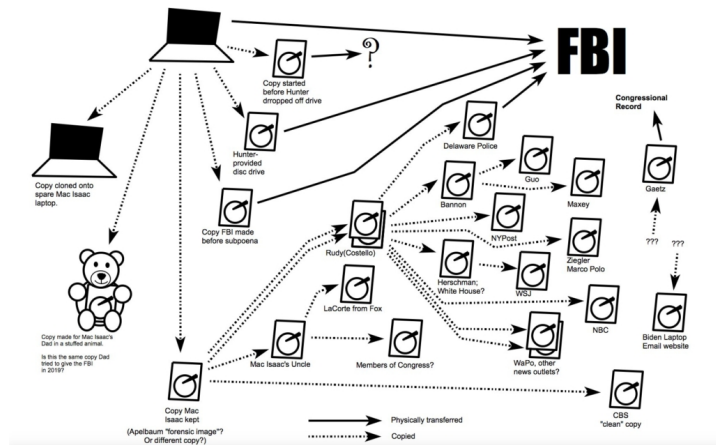 FBI
?
Copy started
before Hunter
drropped off drive
Congressional
Record
Delaware Police
Hunter-
provided
disc drive
Guo
Gaetz
Copy cloned onto
spare Mac Isaac
laptop.
Bannon
Maxey
Copy FBI made
before subpoena
NYPost
???
???
Rudy(Costello)
Ziegler
Marco Polo
Herschman;
White House?
WSJ
LaCorte from Fox
NBC
Copy made for Mac Isaac's
Dad in a stuffed animal.
Is this the same copy Dad
tried to give the FBI
in 2019?
Biden Laptop
Email website
Mac Isaac's Uncle
Members of Congress?
WaPo, other
news outlets?
Copy Mac
Isaac kept
(Apelbaum "forensic image"?
Or different copy?)
CBS
"clean" copy
Physically transferred
Copied